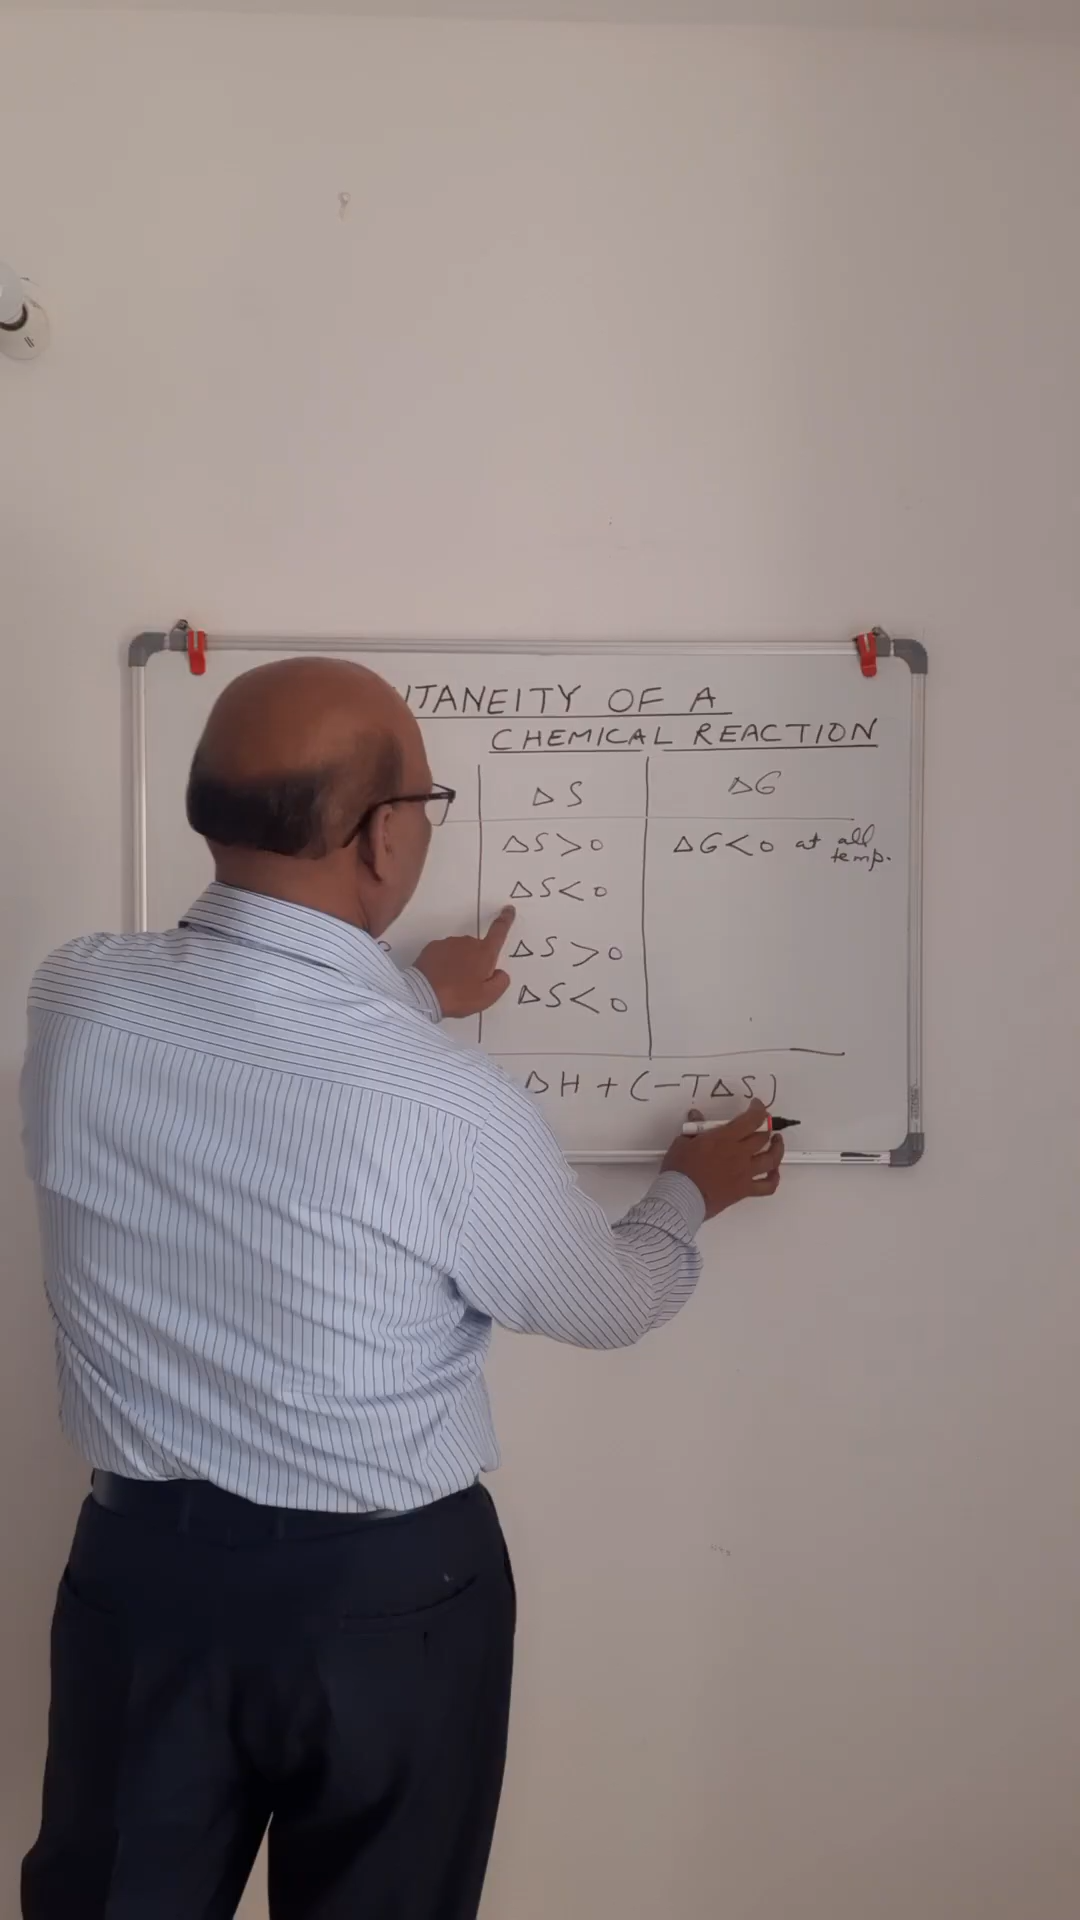 NTANEITY OF A
CHEMICAL REACTION
ΔS ΔG
ΔS>0 ΔG<0 at all temp.
ΔS<0
ΔS>0
ΔS<0
ΔH+(-TΔS)